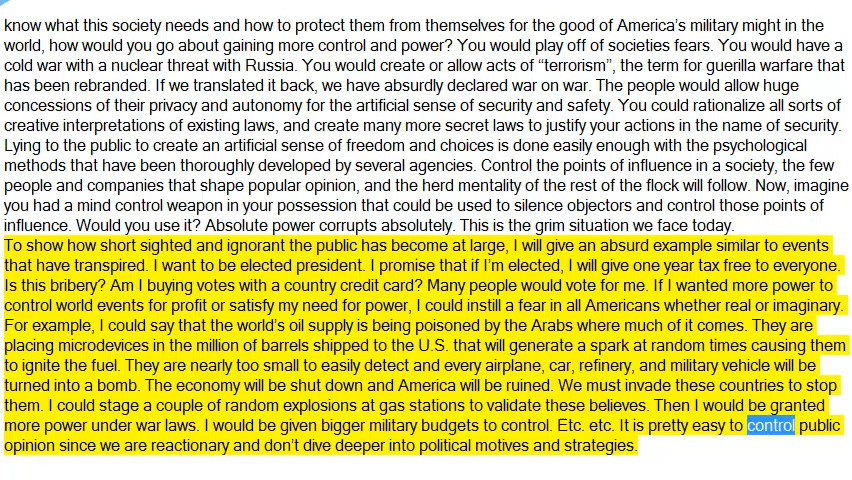 know what this society needs and how to protect them from themselves for the good of America’s military might in the
world, how would you go about gaining more control and power? You would play off of societies fears. You would have a
cold war with a nuclear threat with Russia. You would create or allow acts of “terrorism”, the term for guerilla warfare that
has been rebranded. If we translated it back, we have absurdly declared war on war. The people would allow huge
concessions of their privacy and autonomy for the artificial sense of security and safety. You could rationalize all sorts of
creative interpretations of existing laws, and create many more secret laws to justify your actions in the name of security.
Lying to the public to create an artificial sense of freedom and choices is done easily enough with the psychological
methods that have been thoroughly developed by several agencies. Control the points of influence in a society, the few
people and companies that shape popular opinion, and the herd mentality of the rest of the flock will follow. Now, imagine
you had a mind control weapon in your possession that could be used to silence objectors and control those points of
influence. Would you use it? Absolute power corrupts absolutely. This is the grim situation we face today.
To show how short sighted and ignorant the public has become at large, I will give an absurd example similar to events
that have transpired. I want to be elected president. I promise that if I’m elected, I will give one year tax free to everyone.
Is this bribery? Am I buying votes with a country credit card? Many people would vote for me. If I wanted more power to
control world events for profit or satisfy my need for power, I could instill a fear in all Americans whether real or imaginary.
For example, I could say that the world’s oil supply is being poisoned by the Arabs where much of it comes. They are
placing microdevices in the million of barrels shipped to the U.S. that will generate a spark at random times causing them
to ignite the fuel. They are nearly too small to easily detect and every airplane, car, refinery, and military vehicle will be
turned into a bomb. The economy will be shut down and America will be ruined. We must invade these countries to stop
them. I could stage a couple of random explosions at gas stations to validate these believes. Then I would be granted
more power under war laws. I would be given bigger military budgets to control. Etc. etc. It is pretty easy to control public
opinion since we are reactionary and don’t dive deeper into political motives and strategies.